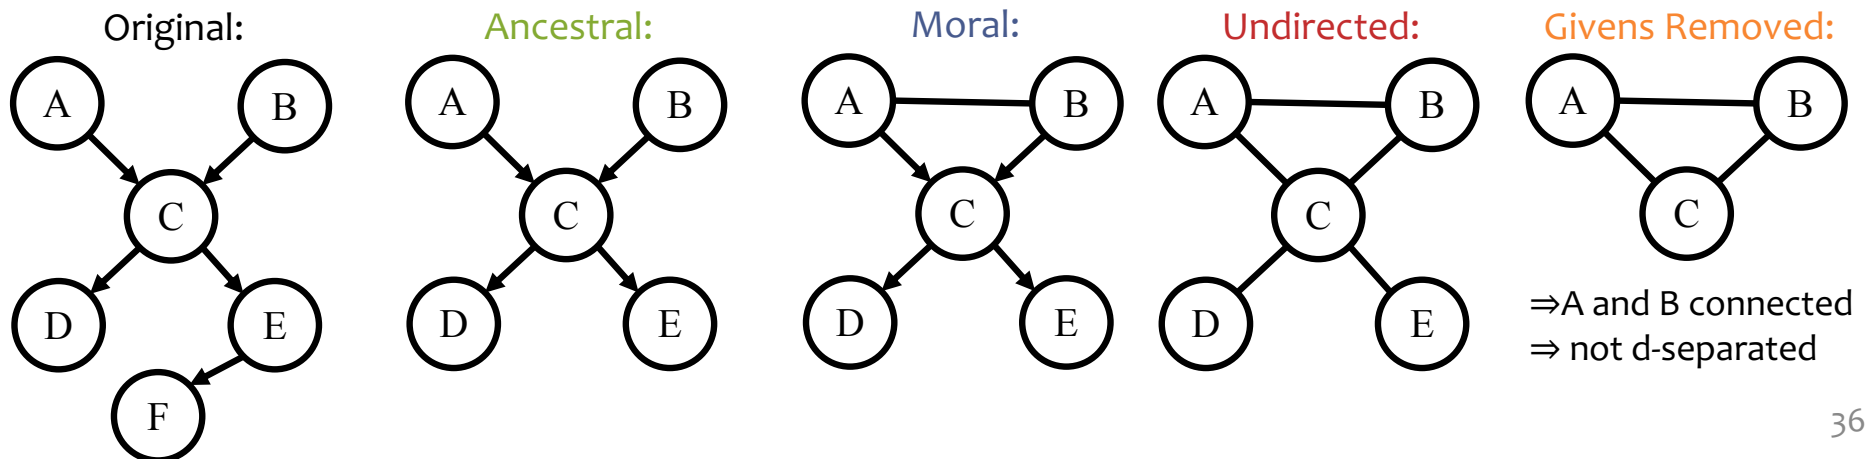 Original:
Ancestral:
Moral:
Undirected:
Givens Removed:
A
B
C
D
E
F
A
B
C
D
E
A
B
C
D
E
A
B
C
D
E
A
B
C
⇒A and B connected
⇒ not d-separated
36